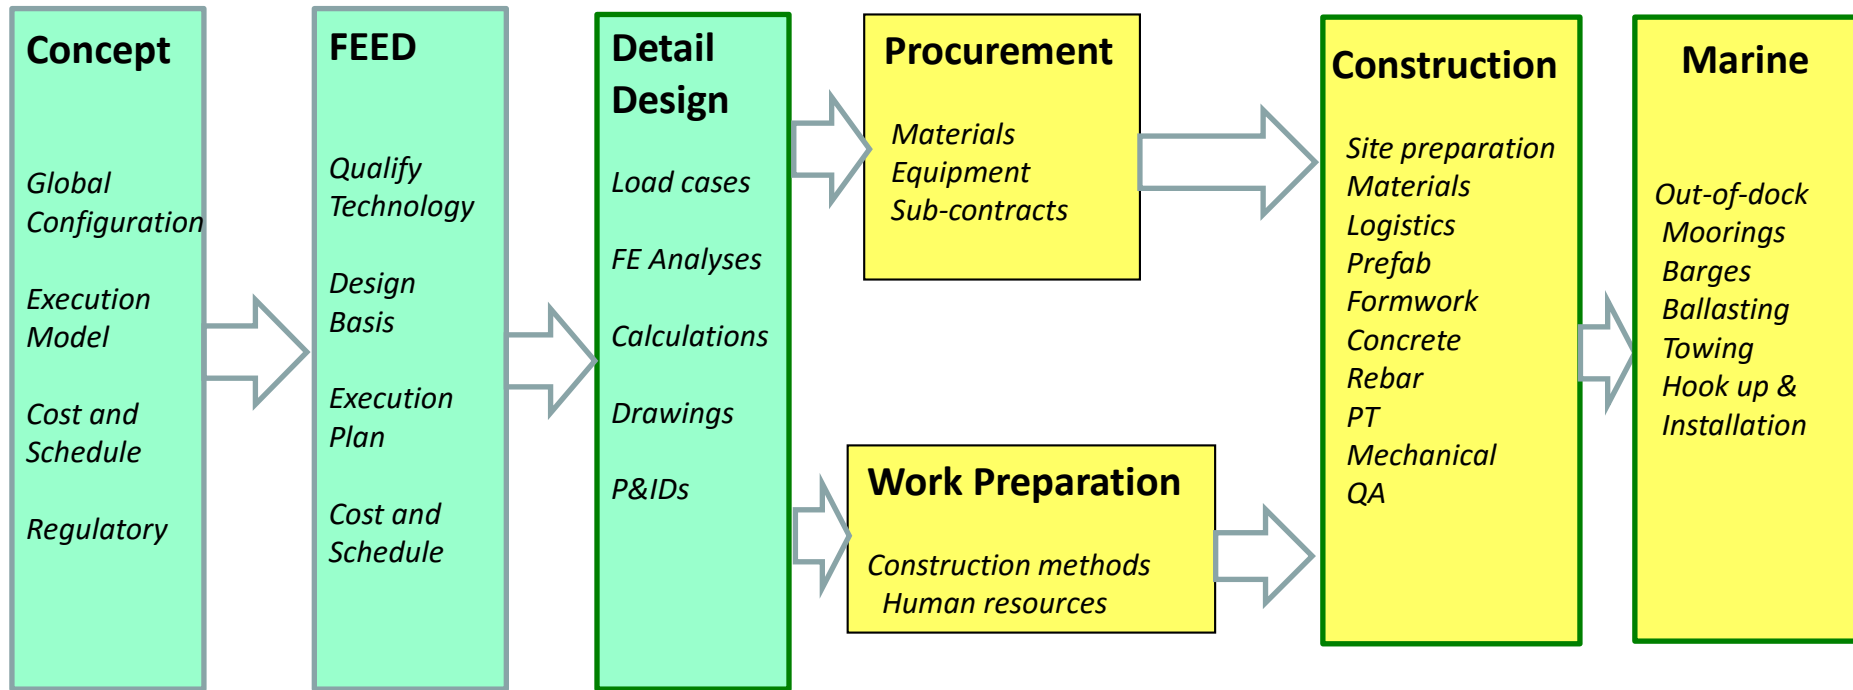 Concept
Global
Configuration
Execution
Model
Cost and
Schedule
Regulatory
FEED
Qualify
Technology
Design
Basis
Execution
Plan
Cost and
Schedule
Detail
Design
Load cases
FE Analyses
Calculations
Drawings
P&IDs
Procurement
Materials
Equipment
Sub-contracts
Work Preparation
Construction methods
Human resources
Construction
Site preparation
Materials
Logistics
Prefab
Formwork
Concrete
Rebar
PT
Mechanical
QA
Marine
Out-of-dock
Moorings
Barges
Ballasting
Towing
Hook up &
Installation